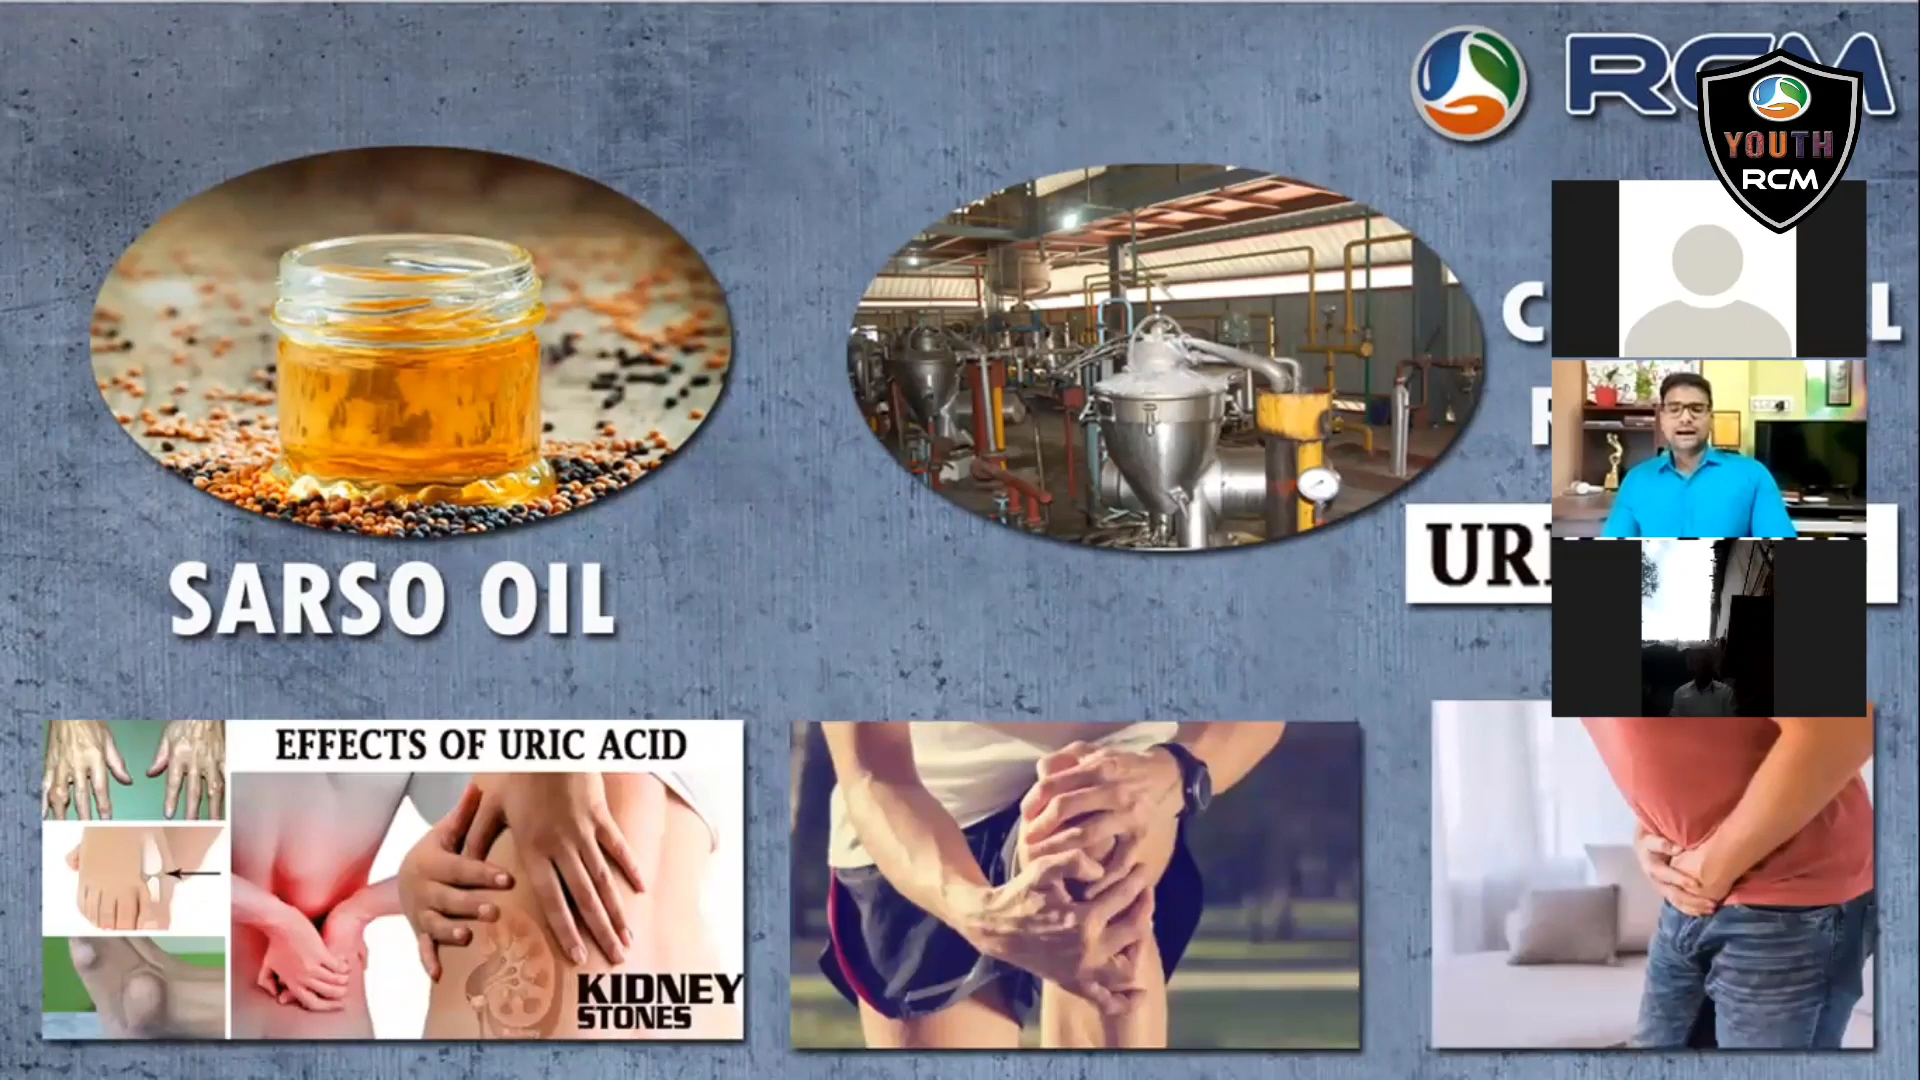 RCM
YOUTH
RCM
SARSO OIL
EFFECTS OF URIC ACID
KIDNEY
STONES